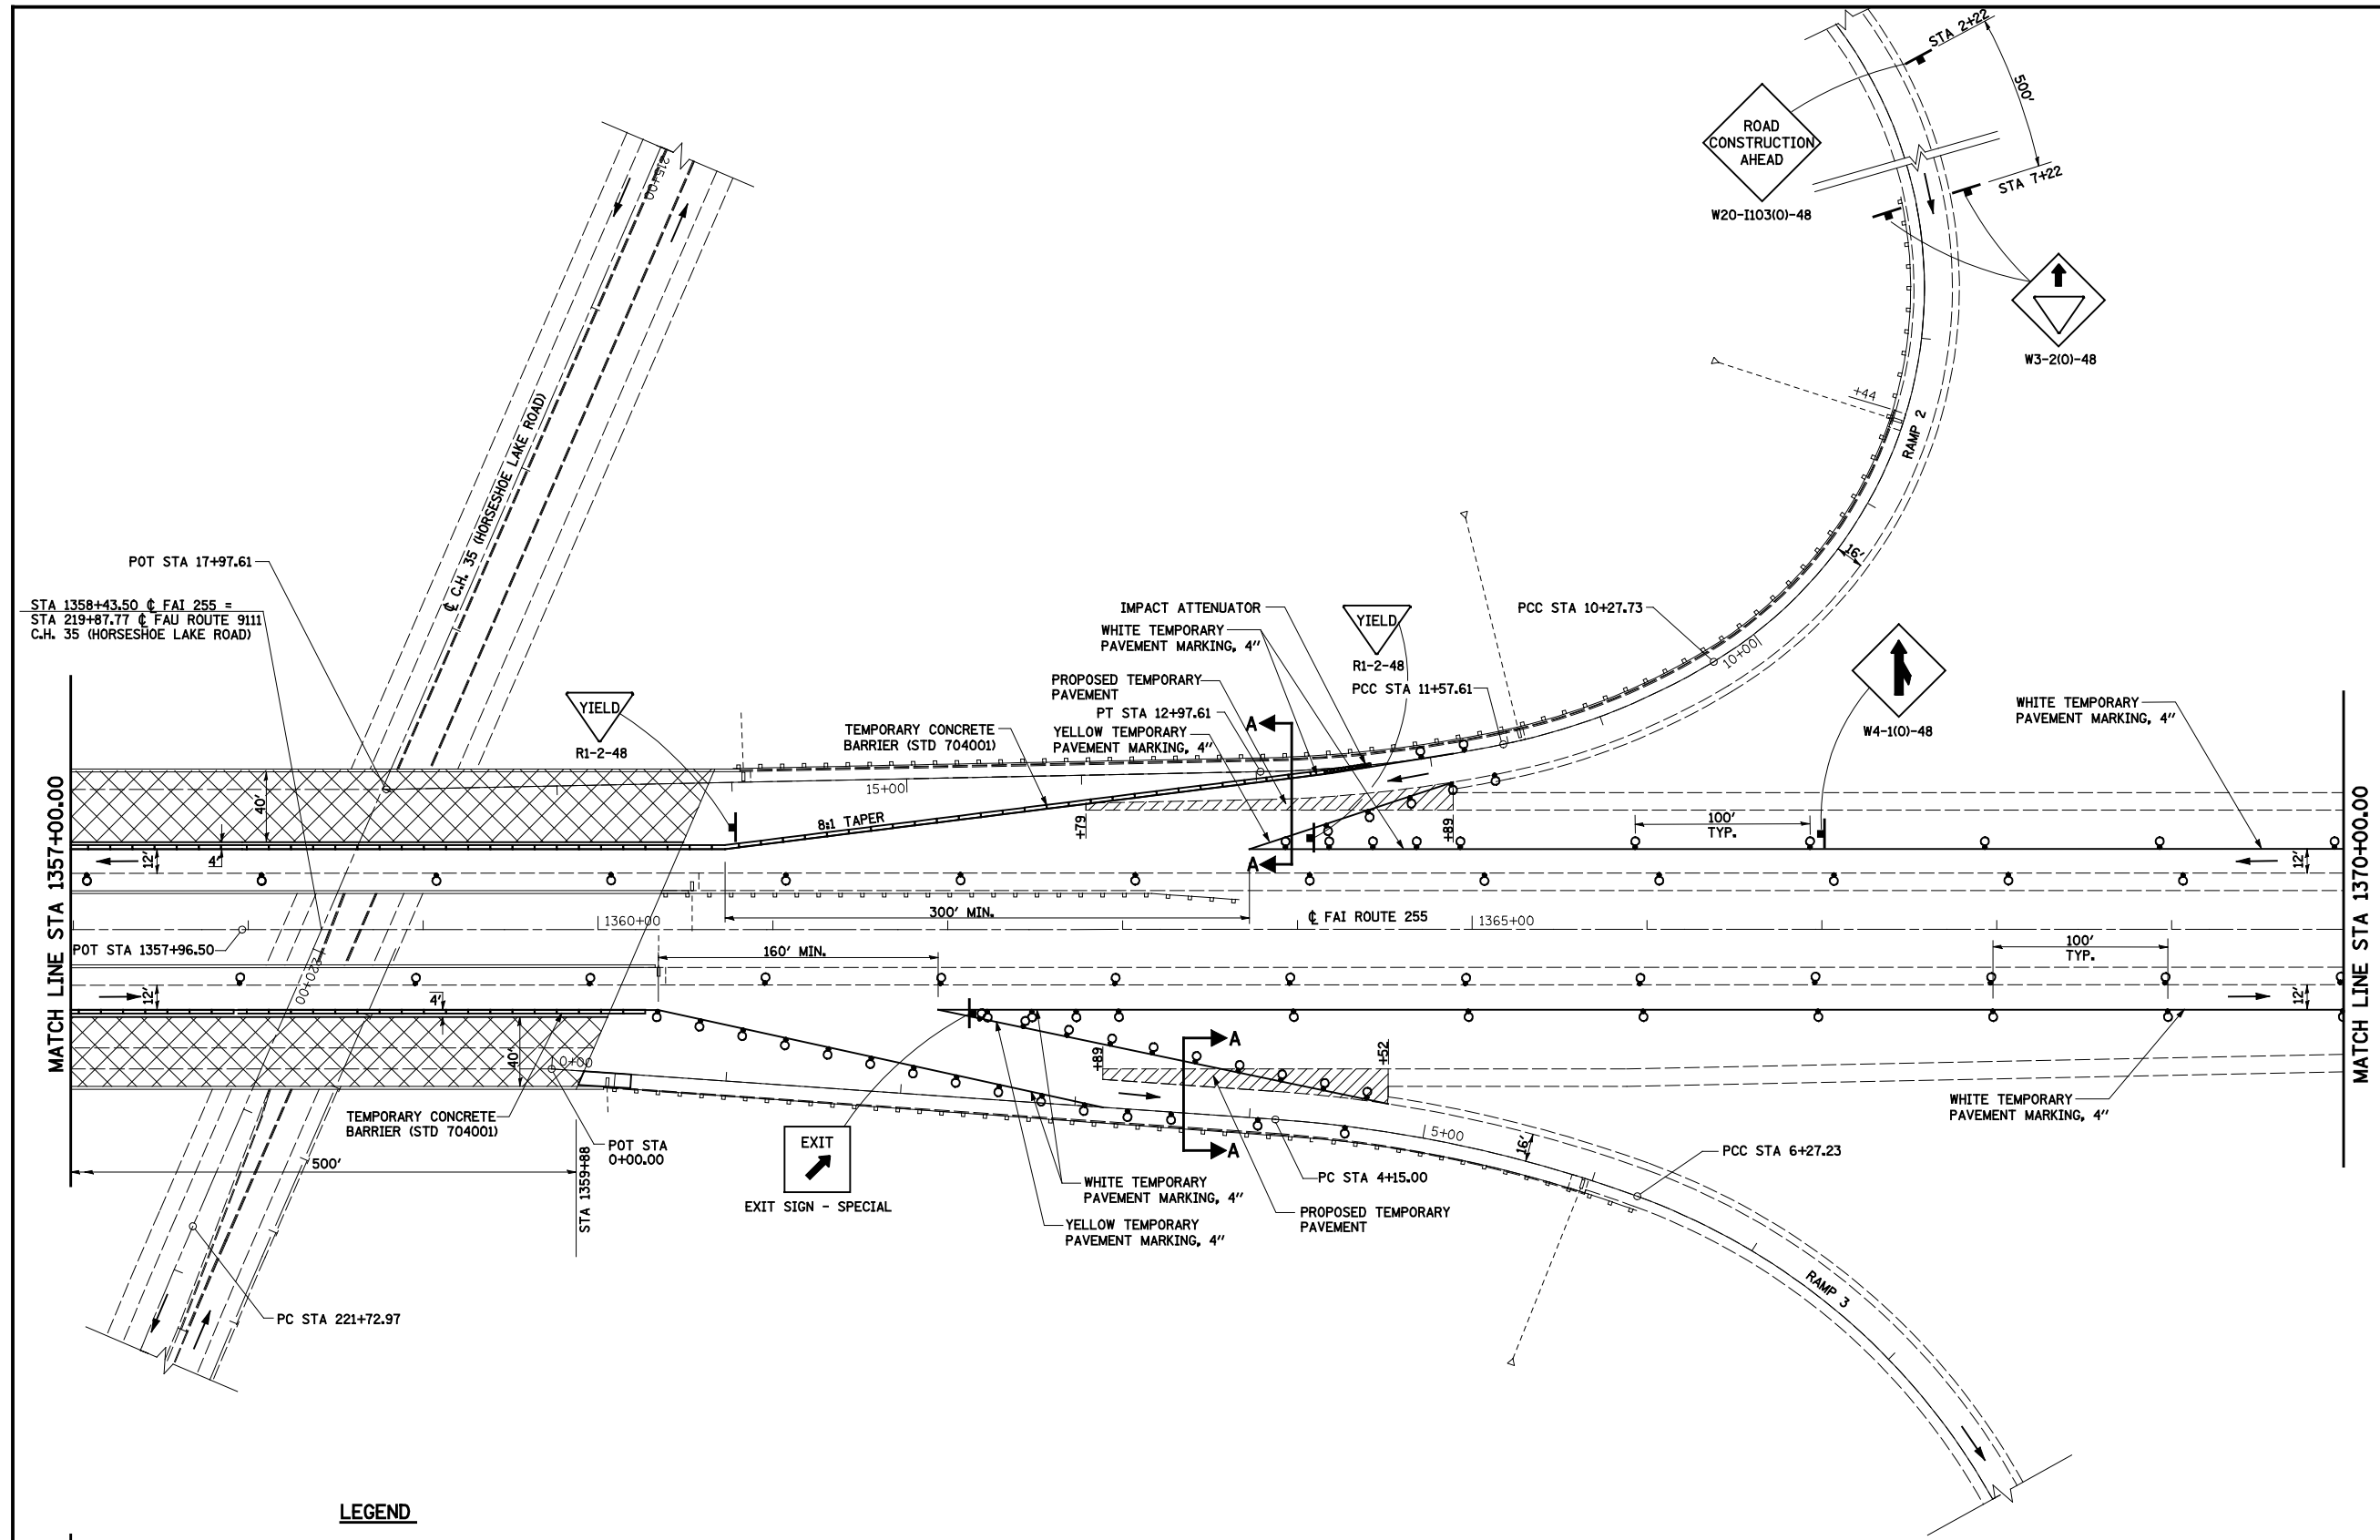 STA 2+22
500'
ROAD
CONSTRUCTION
AHEAD
W20-I103(O)-48
STA 7+22
W3-2(O)-48
215+00
℄ C.H. 35 (HORSESHOE LAKE ROAD)
+44
RAMP 2
16'
POT STA 17+97.61
STA 1358+43.50 ℄ FAI 255 =
STA 219+87.77 ℄ FAU ROUTE 9111
C.H. 35 (HORSESHOE LAKE ROAD)
IMPACT ATTENUATOR
WHITE TEMPORARY
PAVEMENT MARKING, 4"
YIELD
R1-2-48
PCC STA 10+27.73
10+00
PROPOSED TEMPORARY
PAVEMENT
PCC STA 11+57.61
PT STA 12+97.61
YIELD
R1-2-48
TEMPORARY CONCRETE
BARRIER (STD 704001)
YELLOW TEMPORARY
PAVEMENT MARKING, 4"
A
W4-1(O)-48
WHITE TEMPORARY
PAVEMENT MARKING, 4"
MATCH LINE STA 1357+00.00
40'
15+00
8:1 TAPER
+79
+89
100'
TYP.
A
12'
4'
12'
MATCH LINE STA 1370+00.00
300' MIN.
1360+00
℄ FAI ROUTE 255
1365+00
POT STA 1357+96.50
220+00
160' MIN.
100'
TYP.
12'
4'
12'
40'
0+00
+89
A
+52
TEMPORARY CONCRETE
BARRIER (STD 704001)
500'
STA 1359+88
POT STA
0+00.00
EXIT
EXIT SIGN - SPECIAL
A
5+00
16'
PC STA 4+15.00
WHITE TEMPORARY
PAVEMENT MARKING, 4"
YELLOW TEMPORARY
PAVEMENT MARKING, 4"
PROPOSED TEMPORARY
PAVEMENT
PCC STA 6+27.23
WHITE TEMPORARY
PAVEMENT MARKING, 4"
RAMP 3
PC STA 221+72.97
LEGEND